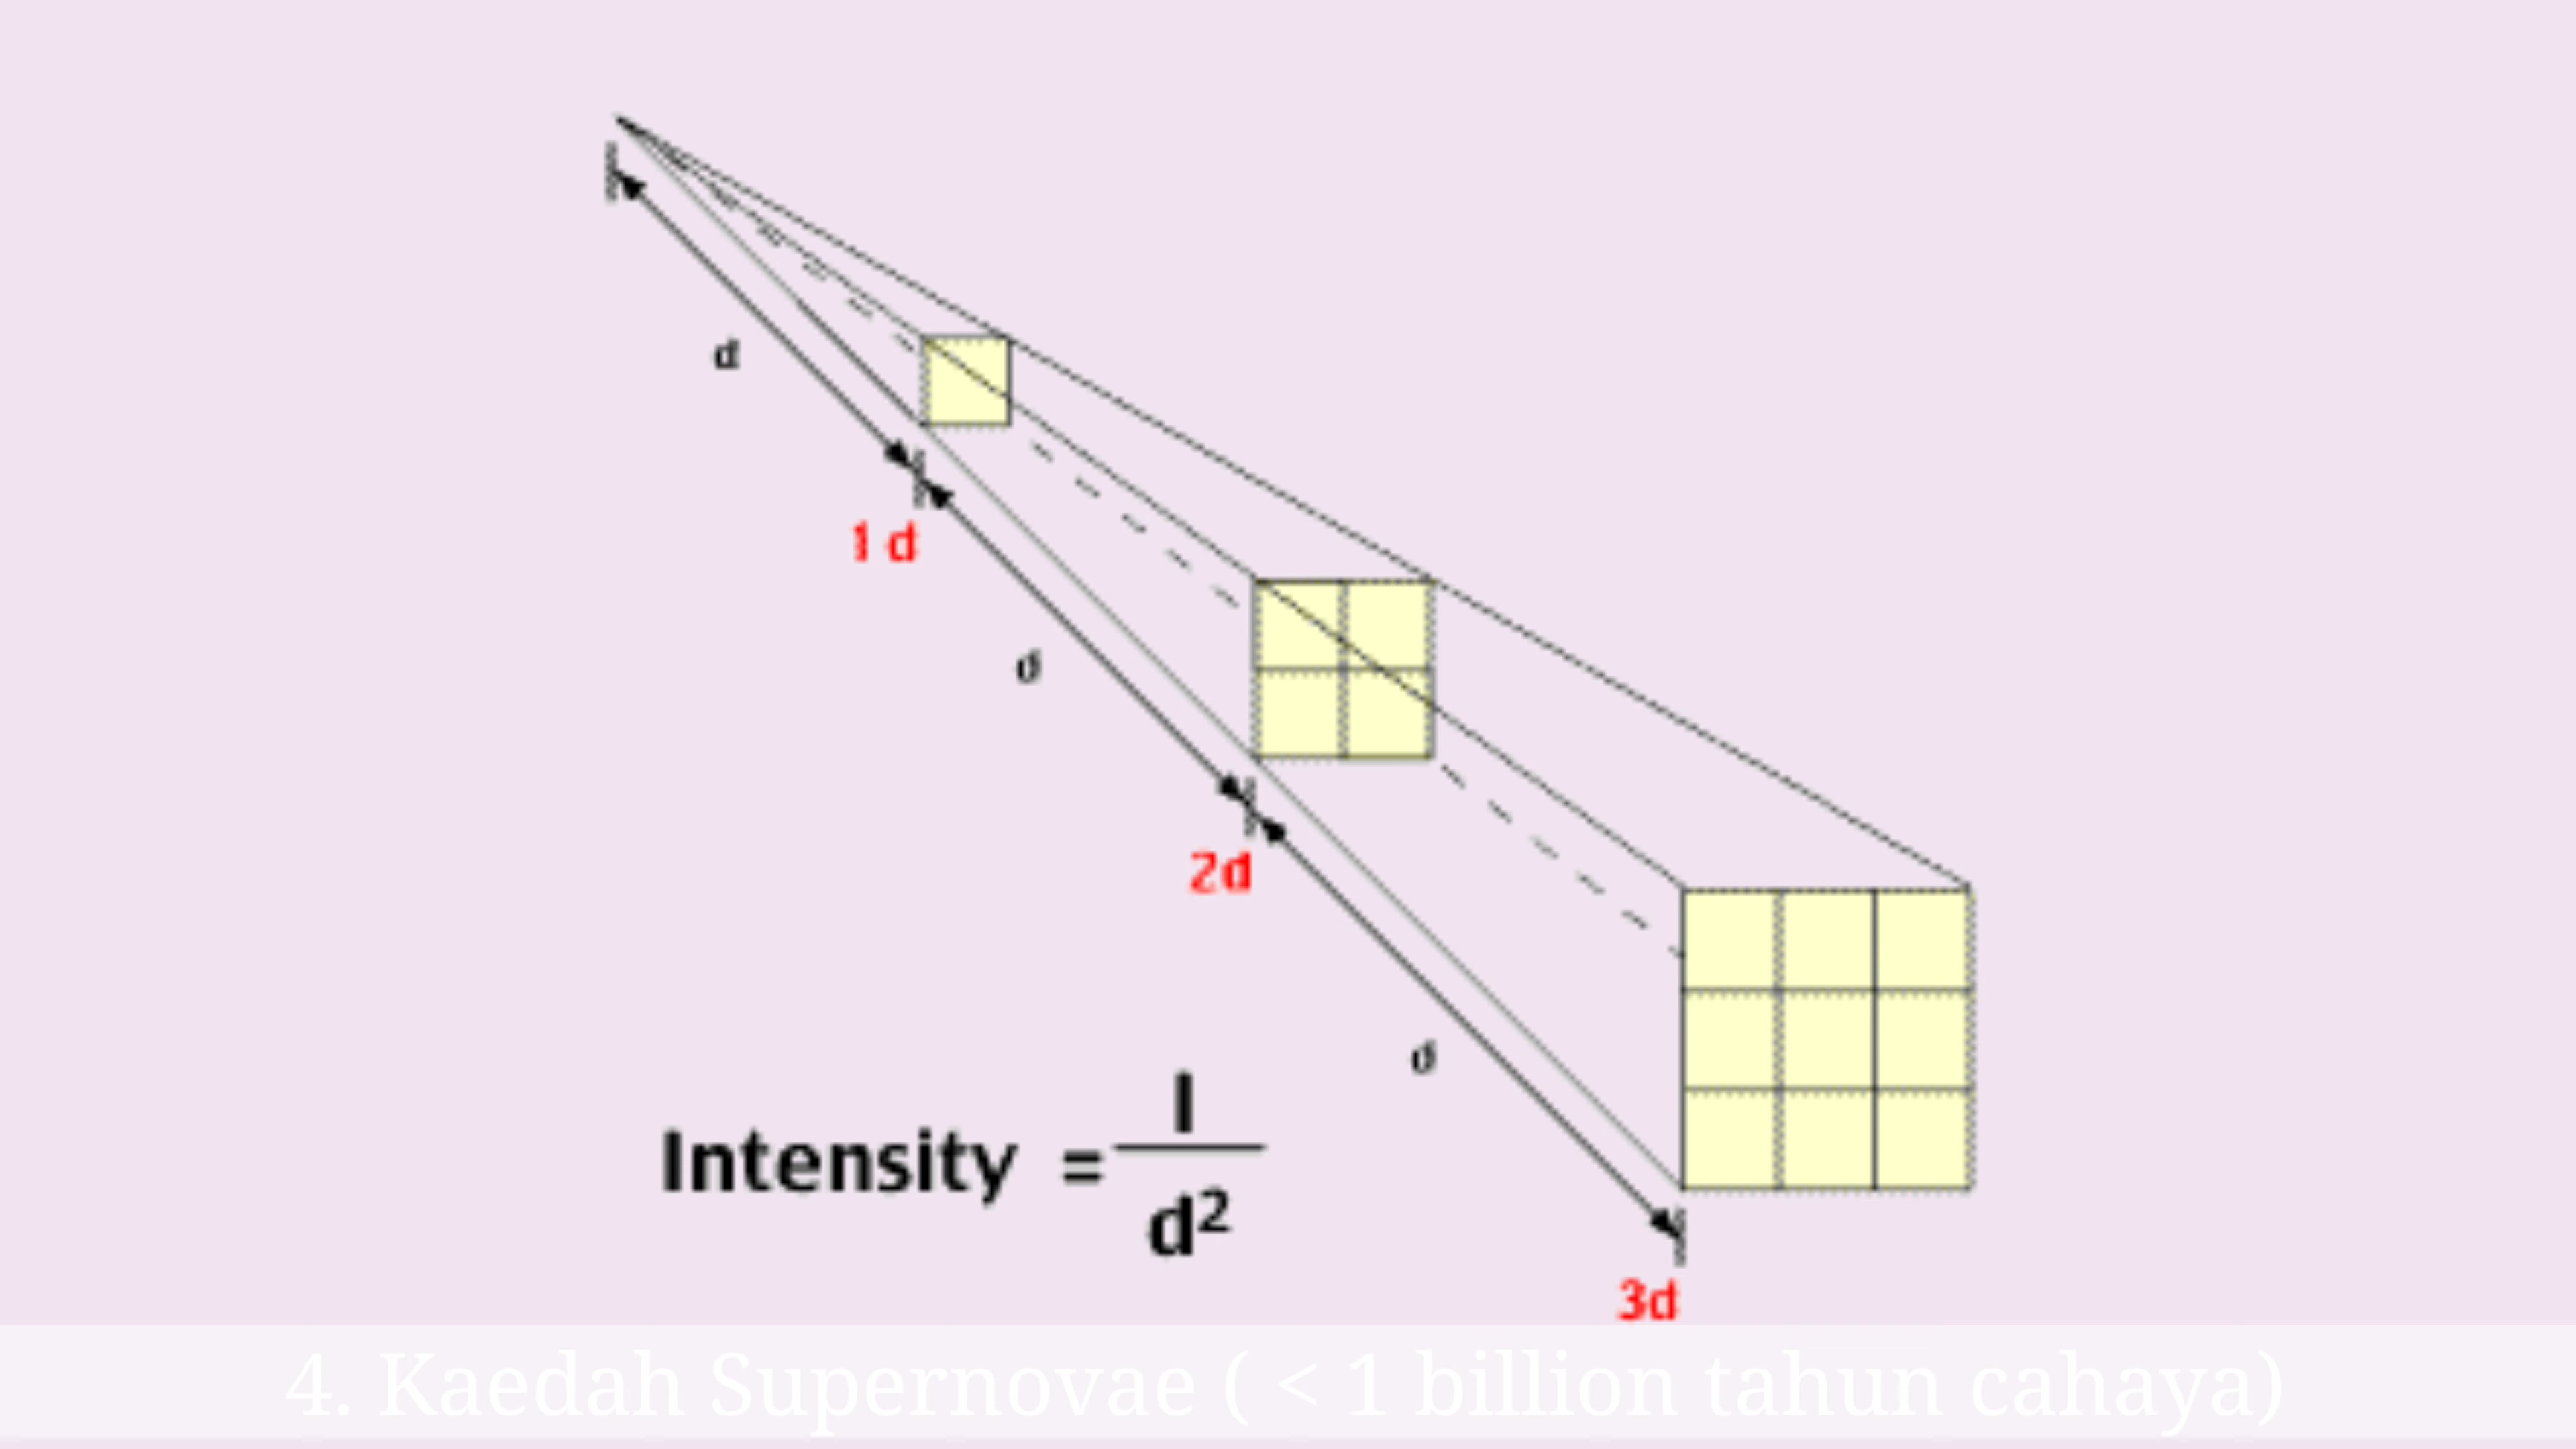 d
1 d
d
2d
d
Intensity = I / d²
3d
4. Kaedah Supernovae ( < 1 billion tahun cahaya)